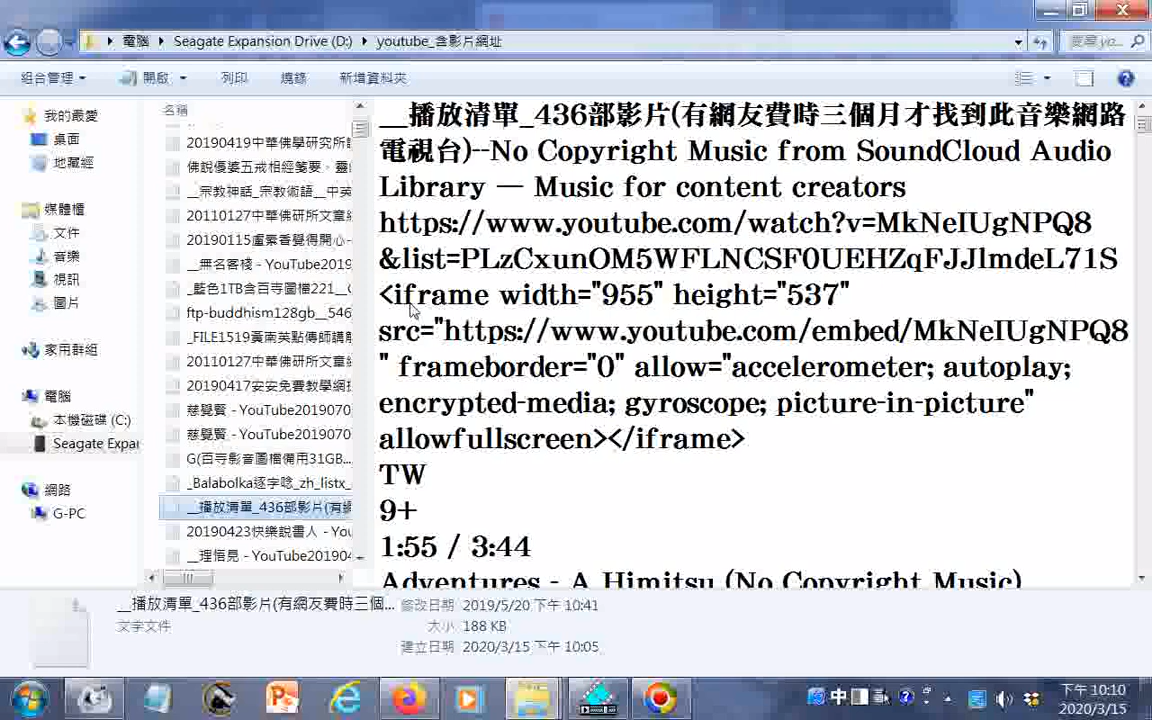 電腦 Seagate Expansion Drive (D:) youtube_含影片網址
搜尋 yo...
組合管理 開啟 列印 燒錄 新增資料夾
我的最愛
桌面
地藏經
媒體櫃
文件
音樂
視訊
圖片
家用群組
電腦
本機磁碟 (C:)
Seagate Expa
網路
G-PC
名稱
20190419中華佛學研究所
佛說優婆五戒相經箋要。靈
__宗教神話_宗教術語__中英
20110127中華佛研所文章
20190115盧素香覺得開心-
__無名客棧 - YouTube2019
_藍色1TB含百寺圖檔221__
ftp-buddhism128gb__546
_FILE1519黃南英點傳師講
20110127中華佛研所文章
20190417安安免費教學網
慈覺賢 - YouTube2019070
慈覺賢 - YouTube2019070
G(百寺影音圖檔備用31GB...
_Balabolka逐字唸_zh_listx_
__播放清單_436部影片(有網
20190423快樂說書人 - You
__理悟見 - YouTube201904
__播放清單_436部影片(有網友費時三個月才找到此音樂網路
電視台)--No Copyright Music from SoundCloud Audio
Library — Music for content creators
https://www.youtube.com/watch?v=MkNeIUgNPQ8
&list=PLzCxunOM5WFLNCSF0UEHZqFJJlmdeL71S
<iframe width="955" height="537"
src="https://www.youtube.com/embed/MkNeIUgNPQ8
" frameborder="0" allow="accelerometer; autoplay;
encrypted-media; gyroscope; picture-in-picture"
allowfullscreen></iframe>
TW
9+
1:55 / 3:44
Adventures - A Himitsu (No Copyright Music)
__播放清單_436部影片(有網友費時三個... 修改日期 2019/5/20 下午 10:41
文字文件 大小 188 KB
建立日期 2020/3/15 下午 10:05
中
下午 10:10
2020/3/15